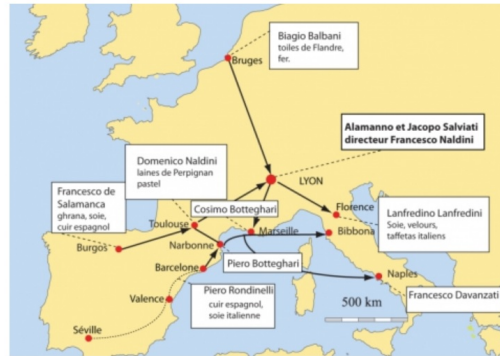 Biagio Balbani
toiles de Flandre,
fer.
Bruges
Alamanno et Jacopo Salviati
directeur Francesco Naldini
Domenico Naldini
laines de Perpignan
pastel
LYON
Francesco de
Salamanca
ghrana, soie,
cuir espagnol
Cosimo Botteghari
Florence
Lanfredino Lanfredini
Soie, velours,
taffetas italiens
Toulouse
Marseille
Bibbona
Burgos
Narbonne
Piero Botteghari
Barcelone
Naples
Piero Rondinelli
cuir espagnol,
soie italienne
Francesco Davanzati
Valence
500 km
Séville